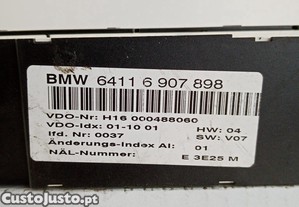 BMW 6411 6 907 898
VDO-Nr: H16 000488060
VDO-Idx: 01-10 01 HW: 04
lfd. Nr: 0037 SW: V07
Änderungs-Index AI: 01
NÄL-Nummer: E 3E25 M
custojusto.pt